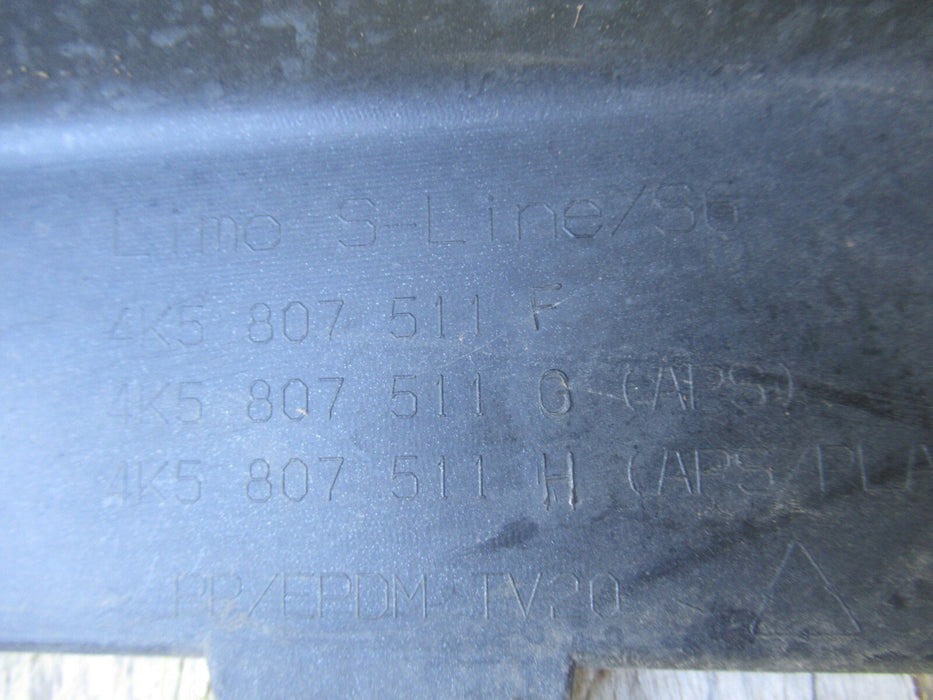 Limo S-Line/S6
4K5 807 511 F
4K5 807 511 G (APS)
4K5 807 511 H (APS/PLA
>PP/EPDM-TV20<